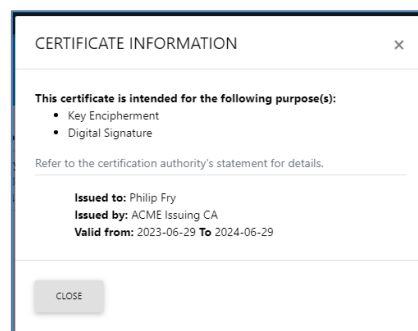 CERTIFICATE INFORMATION ×
This certificate is intended for the following purpose(s):
• Key Encipherment
• Digital Signature
Refer to the certification authority's statement for details.
Issued to: Philip Fry
Issued by: ACME Issuing CA
Valid from: 2023-06-29 To 2024-06-29
CLOSE